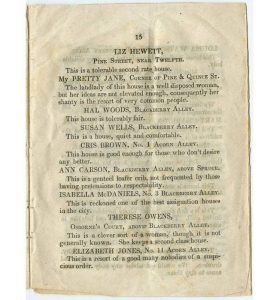 15
LIZ HEWETT,
PINE STREET, NEAR TWELFTH.
This is a tolerable second rate house.
MY PRETTY JANE, CORNER OF PINE & QUINCE ST.
The landlady of this house is a well disposed woman,
but her ideas are not elevated enough, consequently her
shanty is the resort of very common people.
HAL WOODS, BLACKBERRY ALLEY.
This house is tolerably fair.
SUSAN WELLS, BLACKBERRY ALLEY.
This is a house, quiet and comfortable.
CRIS BROWN, No. 1 ACORN ALLEY.
This house is good enough for those who don't desire
any better.
ANN CARSON, BLACKBERRY ALLEY, ABOVE SPRUCE.
This is a genteel loafer crib, not frequented by those
having pretensions to respectability.
ISABELLA McDANIELS, No. 3 BLACKBERRY ALLEY.
This is reckoned one of the best assignation houses
in the city.
THERESE OWENS,
OSBORNE'S COURT, ABOVE BLACKBERRY ALLEY.
This is a clever sort of a woman, though it is not
generally known. She keeps a second class house.
ELIZABETH JONES, No. 11 ACORN ALLEY.
This is a resort of a good many nobodies of a suspi-
cious order.